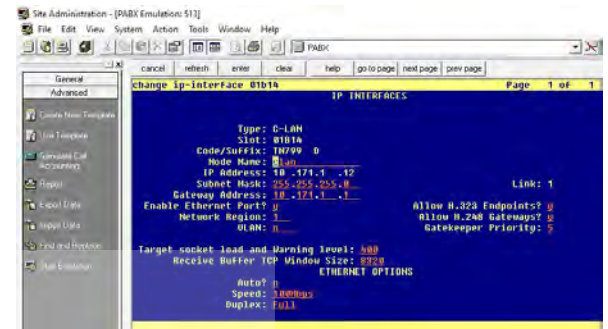 Site Administration - [PABX Emulation: 513]
File Edit View System Action Tools Window Help
PABX
General
Advanced
cancel refresh enter clear help go to page next page prev page
change ip-interface 01b14 Page 1 of 1
IP INTERFACES
Type: C-LAN
Slot: 01B14
Code/Suffix: TN799 D
Node Name: clan
IP Address: 10 .171.1 .12
Subnet Mask: 255.255.255.0 Link: 1
Gateway Address: 10 .171.1 .1
Enable Ethernet Port? y Allow H.323 Endpoints? y
Network Region: 1 Allow H.248 Gateways? y
VLAN: n Gatekeeper Priority: 5
Target socket load and Warning level: 400
Receive Buffer TCP Window Size: 8320
ETHERNET OPTIONS
Auto? n
Speed: 100Mbps
Duplex: Full
Create New Template
Use Template
Generate Call
Accounting
Report
Export Data
Import Data
Find and Replace
Start Emulation